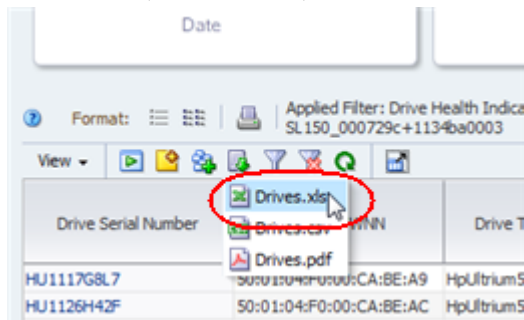 Date
Format:
Applied Filter: Drive Health Indica
SL150_000729c+1134ba0003
View
Drives.xls
Drive Serial Number
WNN
Drive T
Drives.csv
Drives.pdf
HU1117G8L7
50:01:04:F0:00:CA:BE:A9
HpUltrium5
HU1126H42F
50:01:04:F0:00:CA:BE:AC
HpUltrium5